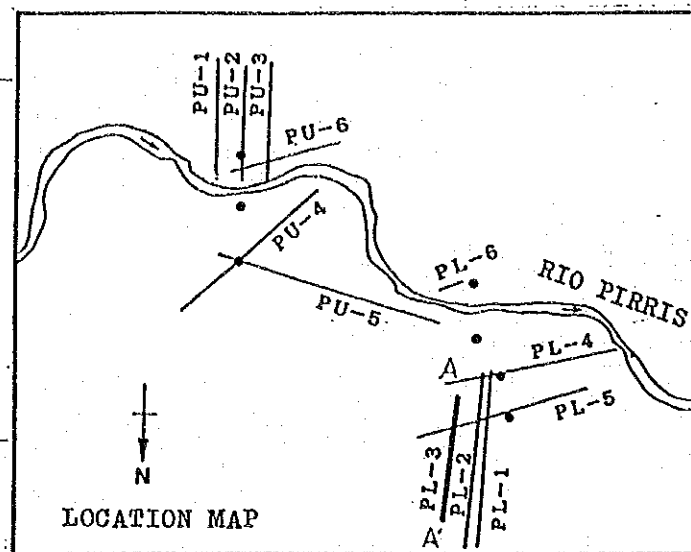 PU-1
PU-2
PU-3
PU-6
PU-4
PU-5
PL-6
RIO PIRRIS
A
PL-4
PL-5
PL-3
PL-2
PL-1
N
LOCATION MAP
A'